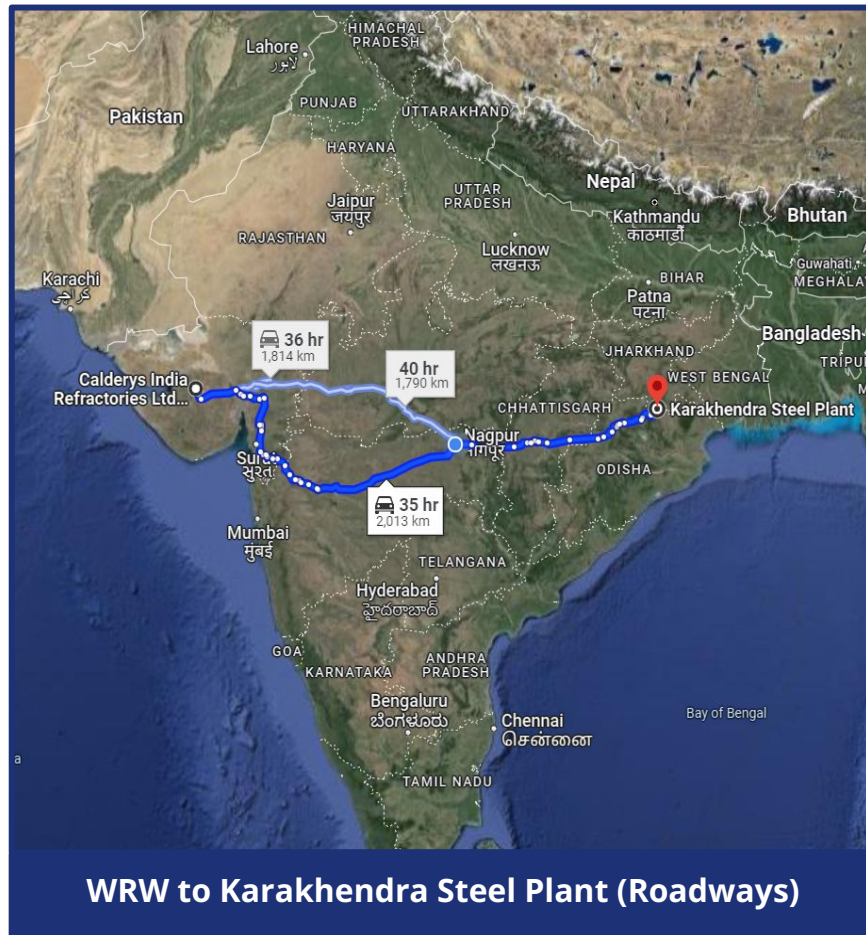 HIMACHAL
PRADESH
Lahore
لاہور
PUNJAB
Pakistan
UTTARAKHAND
HARYANA
Nepal
UTTAR
PRADESH
Jaipur
जयपुर
Kathmandu
काठमाडौं
Bhutan
RAJASTHAN
Lucknow
लखनऊ
Guwahati
MEGHALA
Karachi
کراچی
BIHAR
Patna
पटना
Bangladesh
36 hr
1,814 km
JHARKHAND
TRIPU
40 hr
1,790 km
WEST BENGAL
M
Calderys India
Refractories Ltd...
CHHATTISGARH
Karakhendra Steel Plant
Nagpur
नागपूर
Surat
सुरत
ODISHA
35 hr
2,013 km
Mumbai
मुंबई
TELANGANA
Hyderabad
హైదరాబాద్
GOA
KARNATAKA
ANDHRA
PRADESH
Bengaluru
ಬೆಂಗಳೂರು
Chennai
சென்னை
Bay of Bengal
a
TAMIL NADU
WRW to Karakhendra Steel Plant (Roadways)